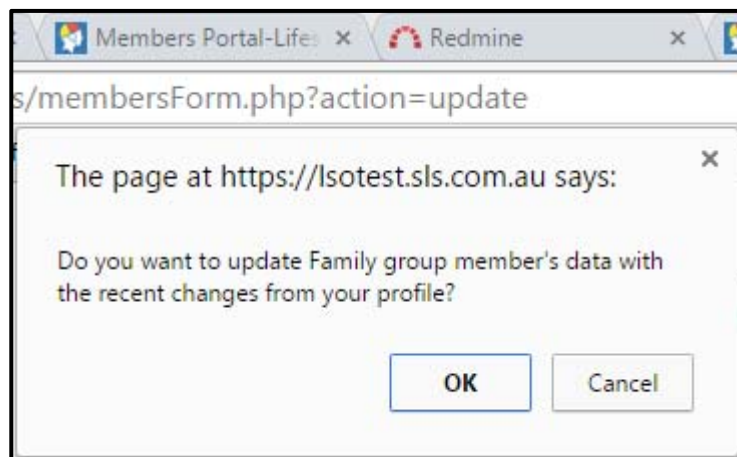 Members Portal-Lifes
Redmine
s/membersForm.php?action=update
The page at https://lsotest.sls.com.au says:
Do you want to update Family group member's data with
the recent changes from your profile?
OK Cancel